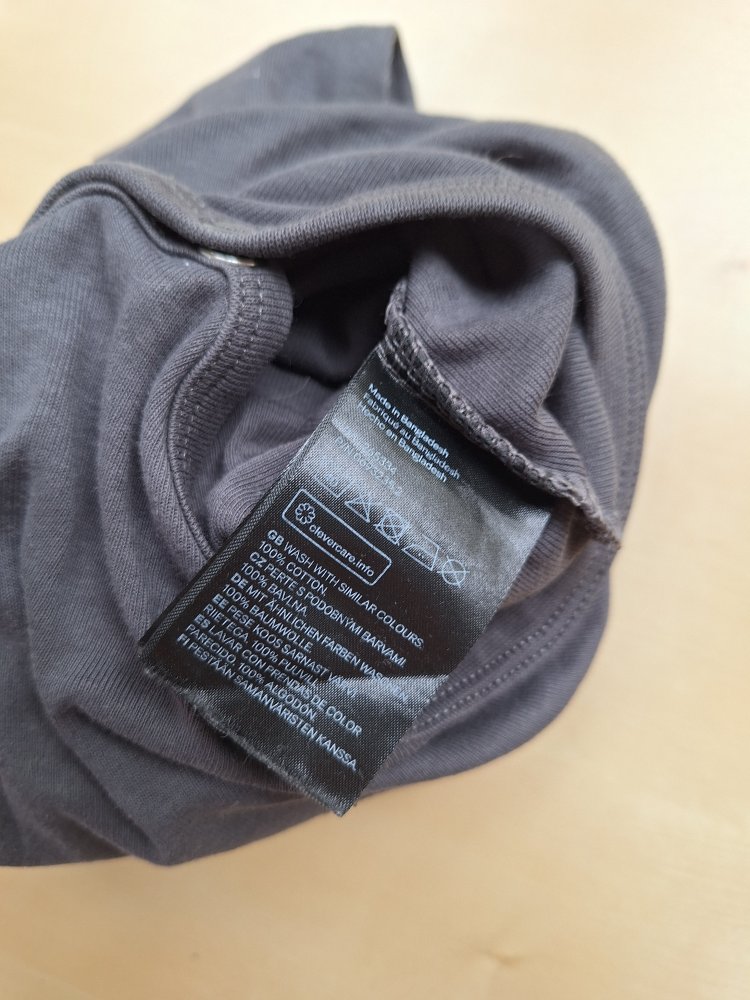 Made in Bangladesh
Fabriqué au Bangladesh
Hecho en Bangladesh
clevercare.info
GB WASH WITH SIMILAR COLOURS.
100% COTTON.
CZ PERTE S PODOBNÝMI BARVAMI.
100% BAVLNA.
DE MIT ÄHNLICHEN FARBEN WASCHEN.
100% BAUMWOLLE.
EE PESE KOOS SARNAST VÄRVI
RIIETEGA. 100% PUUVILL
ES LAVAR CON PRENDAS DE COLOR
PARECIDO. 100% ALGODÓN.
FI PESTÄÄN SAMANVÄRISTEN KANSSA.